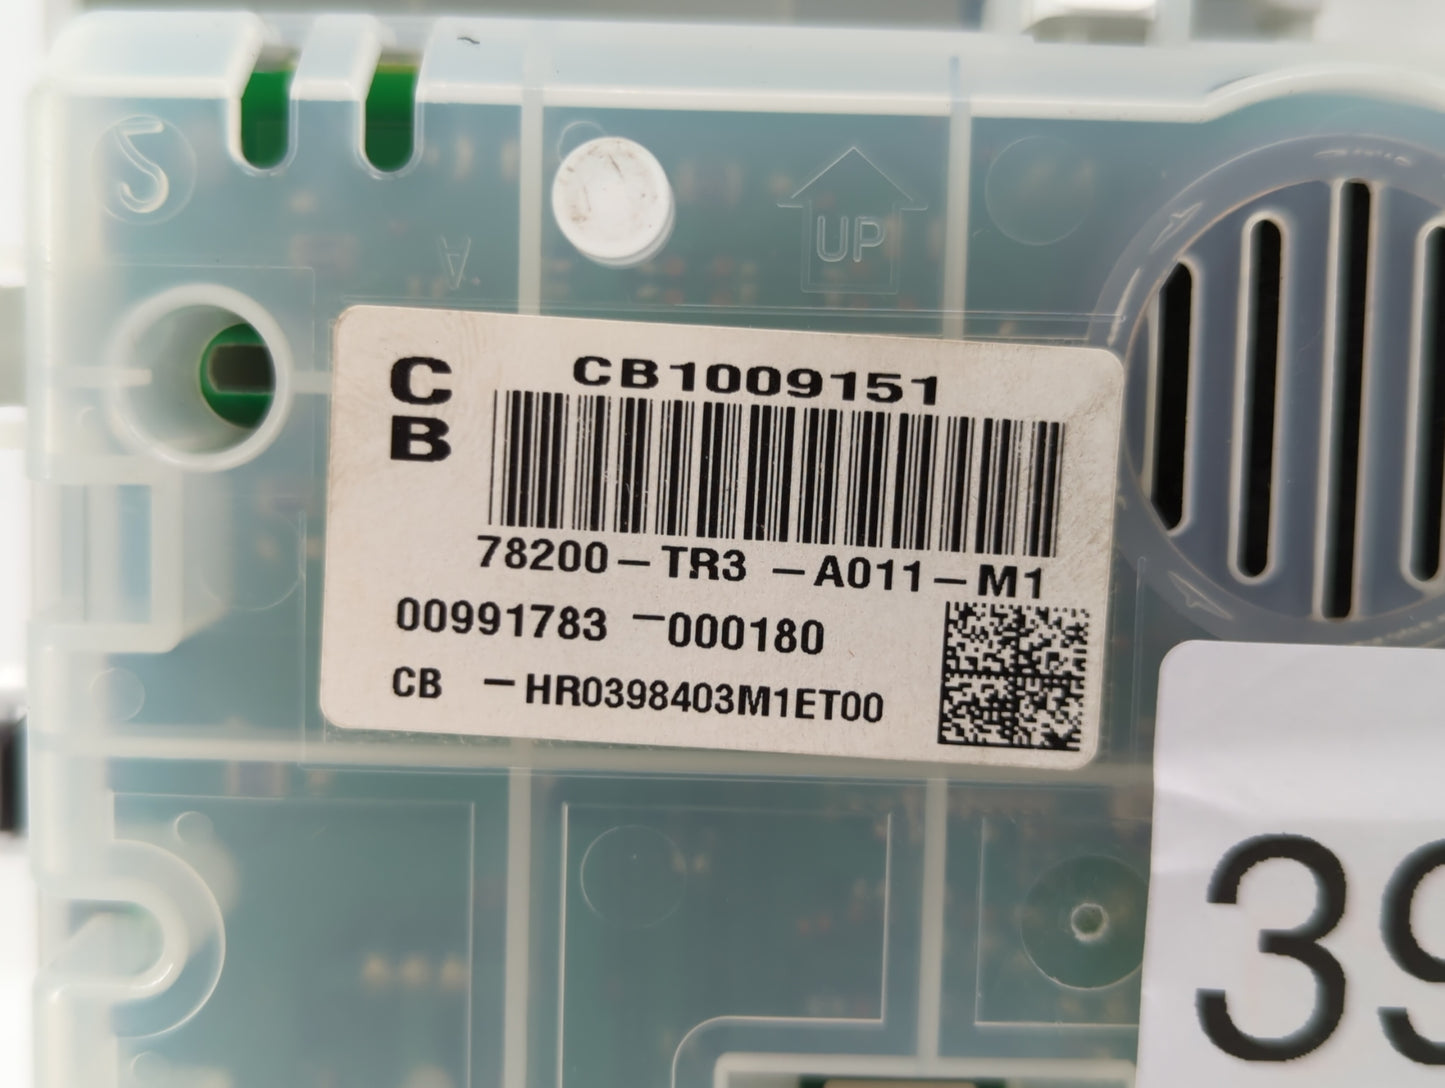 UP
A
C
B
CB1009151
78200-TR3 -A011-M1
00991783 -000180
CB -HR0398403M1ET00
39